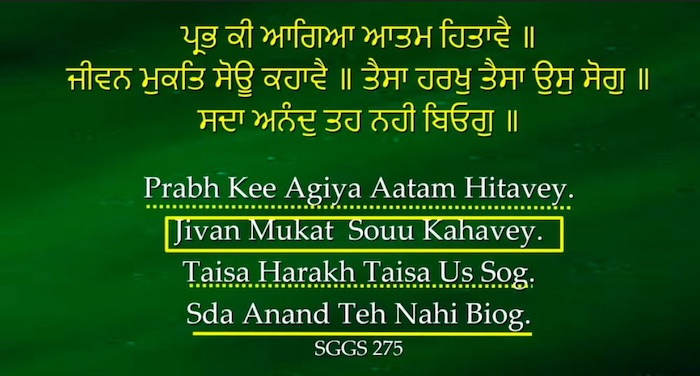 ਪ੍ਰਭ ਕੀ ਆਗਿਆ ਆਤਮ ਹਿਤਾਵੈ ॥
ਜੀਵਨ ਮੁਕਤਿ ਸੋਊ ਕਹਾਵੈ ॥ ਤੈਸਾ ਹਰਖੁ ਤੈਸਾ ਉਸੁ ਸੋਗੁ ॥
ਸਦਾ ਅਨੰਦੁ ਤਹ ਨਹੀ ਬਿਓਗੁ ॥
Prabh Kee Agiya Aatam Hitavey.
Jivan Mukat Souu Kahavey.
Taisa Harakh Taisa Us Sog.
Sda Anand Teh Nahi Biog.
SGGS 275